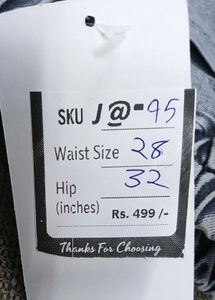 SKU J@-95
Waist Size 28
Hip 32
(inches) Rs. 499/-
Thanks For Choosing